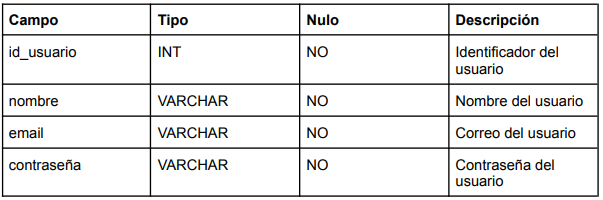 Campo Tipo Nulo Descripción
id_usuario INT NO Identificador del
usuario
nombre VARCHAR NO Nombre del usuario
email VARCHAR NO Correo del usuario
contraseña VARCHAR NO Contraseña del
usuario